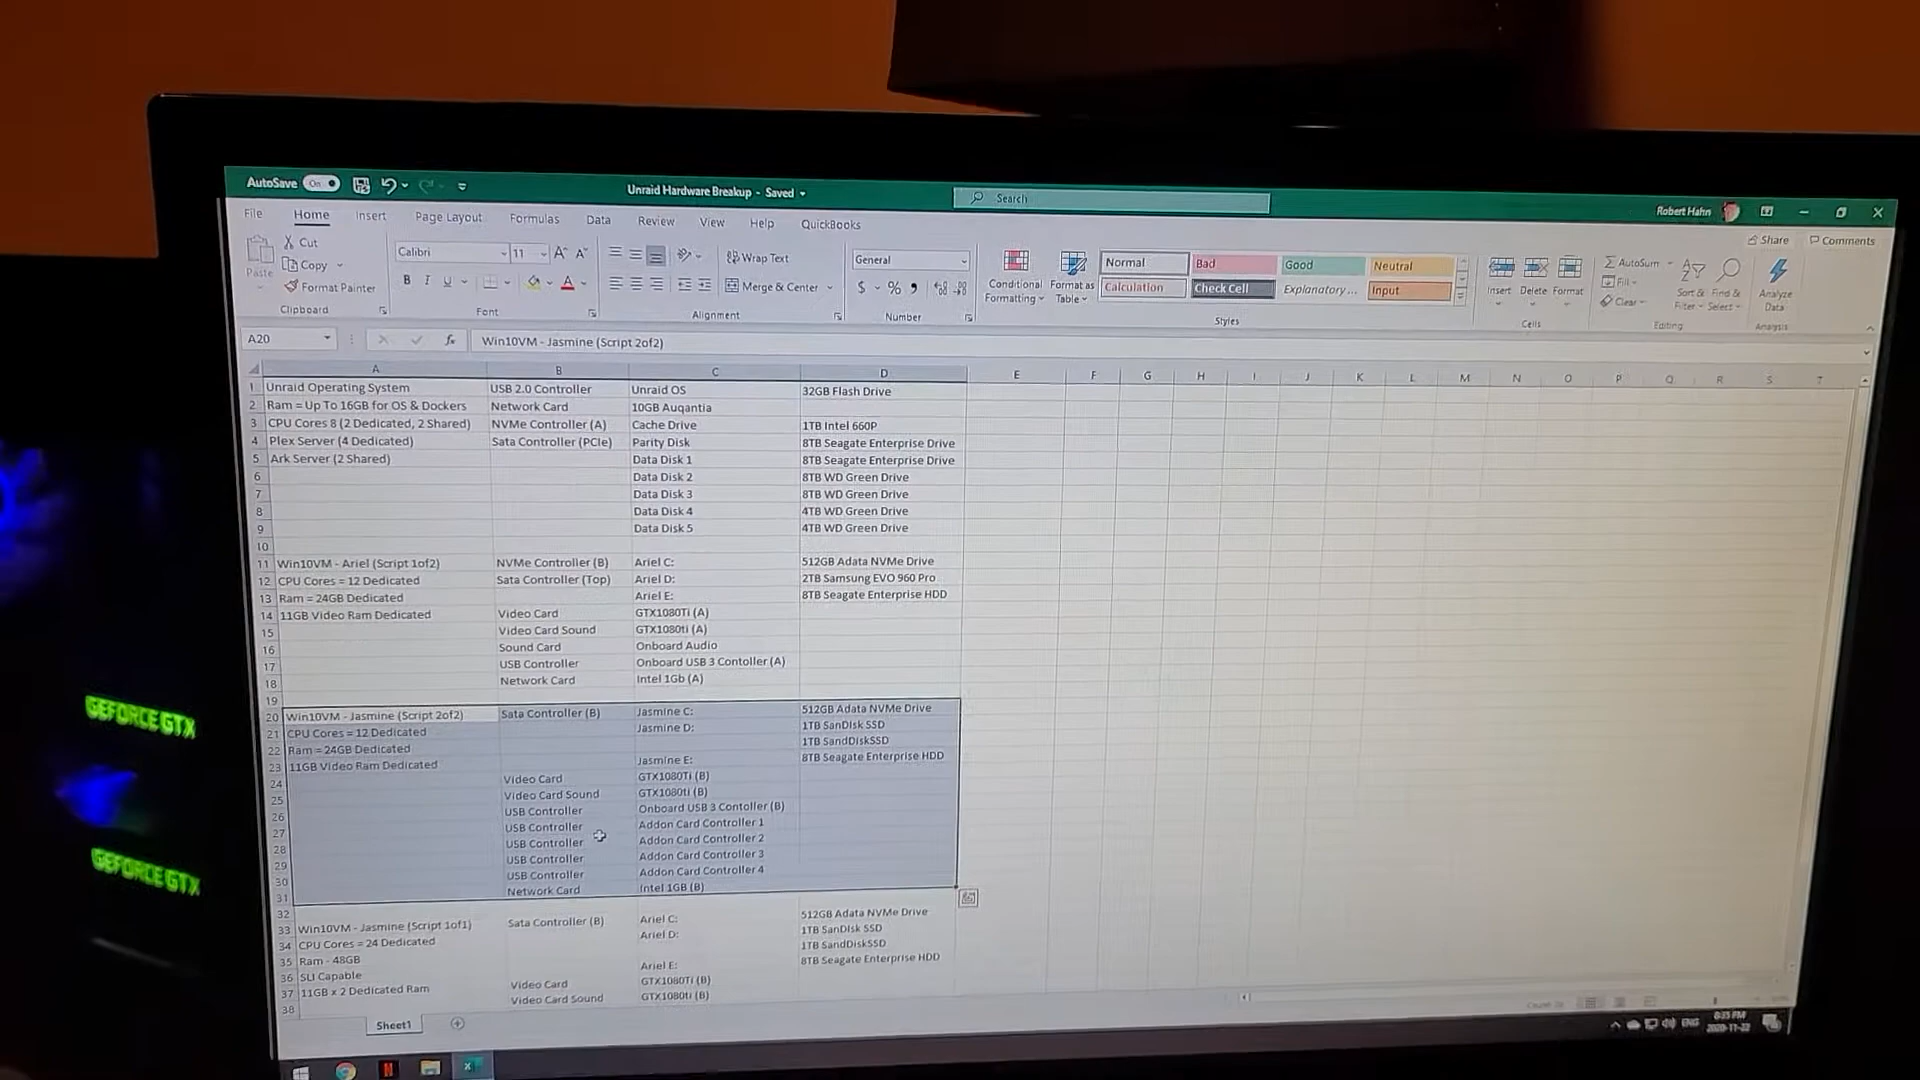 AutoSave On Unraid Hardware Breakup - Saved Search Robert Hahn
File Home Insert Page Layout Formulas Data Review View Help QuickBooks Share Comments
Paste Cut Copy Format Painter Clipboard
Calibri 11 B I U Font
Wrap Text Merge & Center Alignment
General $ % Number
Conditional Formatting Format as Table
Normal Bad Good Neutral
Calculation Check Cell Explanatory ... Input
Styles
Insert Delete Format Cells
AutoSum Fill Clear Sort & Filter Find & Select Editing
Analyze Data Analysis
A20 fx Win10VM - Jasmine (Script 2of2)
A B C D E F G H I J K L M N O P Q R S T
1 Unraid Operating System USB 2.0 Controller Unraid OS 32GB Flash Drive
2 Ram = Up To 16GB for OS & Dockers Network Card 10GB Auqantia
3 CPU Cores 8 (2 Dedicated, 2 Shared) NVMe Controller (A) Cache Drive 1TB Intel 660P
4 Plex Server (4 Dedicated) Sata Controller (PCIe) Parity Disk 8TB Seagate Enterprise Drive
5 Ark Server (2 Shared) Data Disk 1 8TB Seagate Enterprise Drive
6 Data Disk 2 8TB WD Green Drive
7 Data Disk 3 8TB WD Green Drive
8 Data Disk 4 4TB WD Green Drive
9 Data Disk 5 4TB WD Green Drive
10
11 Win10VM - Ariel (Script 1of2) NVMe Controller (B) Ariel C: 512GB Adata NVMe Drive
12 CPU Cores = 12 Dedicated Sata Controller (Top) Ariel D: 2TB Samsung EVO 960 Pro
13 Ram = 24GB Dedicated Ariel E: 8TB Seagate Enterprise HDD
14 11GB Video Ram Dedicated Video Card GTX1080Ti (A)
15 Video Card Sound GTX1080ti (A)
16 Sound Card Onboard Audio
17 USB Controller Onboard USB 3 Contoller (A)
18 Network Card Intel 1Gb (A)
19
20 Win10VM - Jasmine (Script 2of2) Sata Controller (B) Jasmine C: 512GB Adata NVMe Drive
21 CPU Cores = 12 Dedicated Jasmine D: 1TB SanDIsk SSD
22 Ram = 24GB Dedicated 1TB SandDiskSSD
23 11GB Video Ram Dedicated Jasmine E: 8TB Seagate Enterprise HDD
24 Video Card GTX1080Ti (B)
25 Video Card Sound GTX1080ti (B)
26 USB Controller Onboard USB 3 Contoller (B)
27 USB Controller Addon Card Controller 1
28 USB Controller Addon Card Controller 2
29 USB Controller Addon Card Controller 3
30 USB Controller Addon Card Controller 4
31 Network Card Intel 1GB (B)
32
33 Win10VM - Jasmine (Script 1of1) Sata Controller (B) Ariel C: 512GB Adata NVMe Drive
34 CPU Cores = 24 Dedicated Ariel D: 1TB SanDIsk SSD
35 Ram - 48GB 1TB SandDiskSSD
36 SLI Capable Ariel E: 8TB Seagate Enterprise HDD
37 11GB x 2 Dedicated Ram Video Card GTX1080Ti (B)
38 Video Card Sound GTX1080ti (B)
Sheet1
ENG 8:35 PM
2020-11-22
GEFORCE GTX
GEFORCE GTX